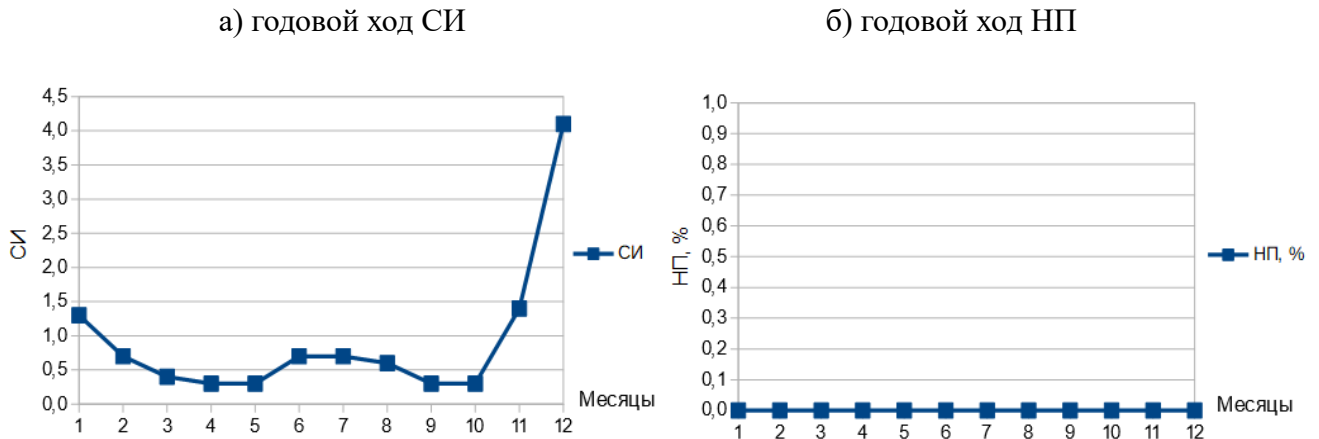 а) годовой ход СИ
б) годовой ход НП
4,5
4,0
3,5
3,0
2,5
2,0
1,5
1,0
0,5
0,0
СИ
1 2 3 4 5 6 7 8 9 10 11 12
Месяцы
СИ
1,0
0,9
0,8
0,7
0,6
0,5
0,4
0,3
0,2
0,1
0,0
НП, %
1 2 3 4 5 6 7 8 9 10 11 12
Месяцы
НП, %